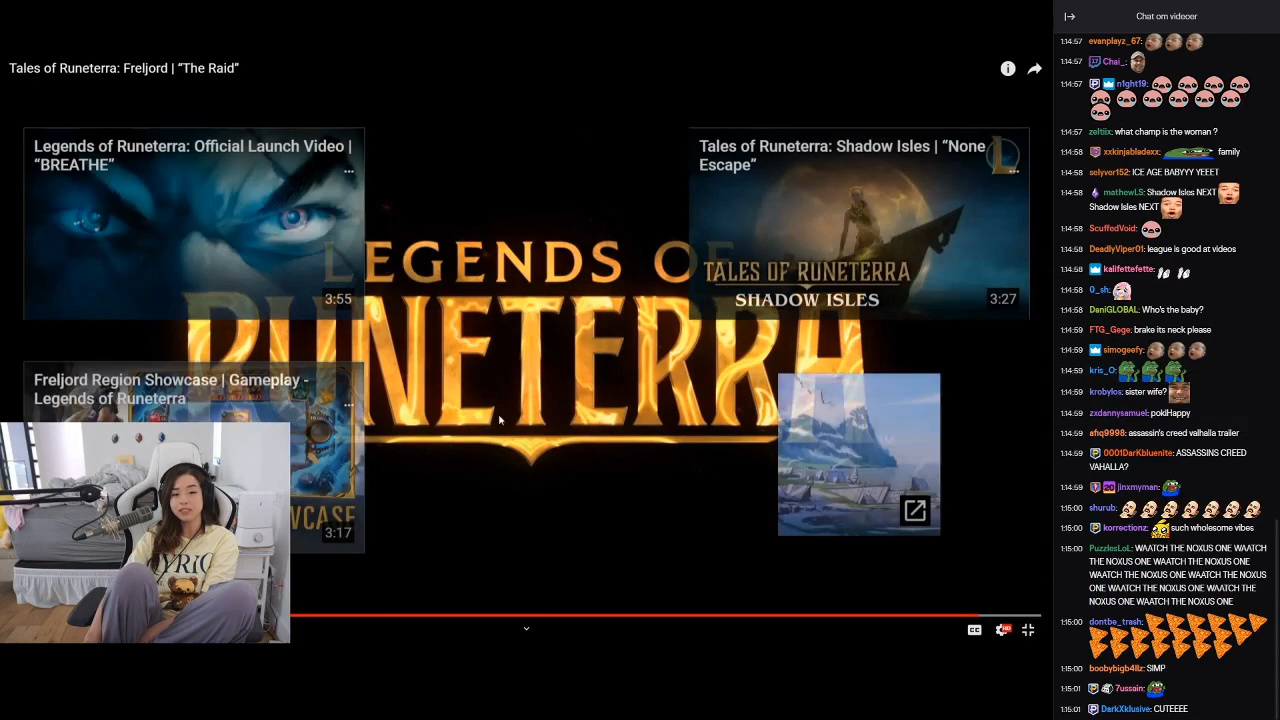 Tales of Runeterra: Freljord | “The Raid”
Legends of Runeterra: Official Launch Video |
“BREATHE”
3:55
Tales of Runeterra: Shadow Isles | “None
Escape”
TALES OF RUNETERRA
SHADOW ISLES
3:27
LEGENDS OF
RUNETERRA
Freljord Region Showcase | Gameplay -
Legends of Runeterra
3:17
CC
HD
Chat om videoer
1:14:57 evanplayz_67:
1:14:57 Chai_:
1:14:57 n1ght19:
1:14:57 zeltiix: what champ is the woman ?
1:14:58 xxkinjabladexx: family
1:14:58 selyver152: ICE AGE BABYYY YEEET
1:14:58 mathewLS: Shadow Isles NEXT
Shadow Isles NEXT
1:14:58 ScuffedVoid:
1:14:58 DeadlyViper01: league is good at videos
1:14:58 kalifettefette:
1:14:58 0_sh:
1:14:58 DaniGLOBAL: Who's the baby?
1:14:59 FTG_Gege: brake its neck please
1:14:59 simogeefy:
1:14:59 kris_O:
1:14:59 krobylos: sister wife?
1:14:59 zxdannysamuel: pokiHappy
1:14:59 afiq9998: assassin's creed valhalla trailer
1:14:59 0001DarKbluenite: ASSASSINS CREED
VAHALLA?
1:14:59 jinxmyman:
1:15:00 shurub:
1:15:00 korrectionz: such wholesome vibes
1:15:00 PuzzlesLoL: WAATCH THE NOXUS ONE WAATCH
THE NOXUS ONE WAATCH THE NOXUS ONE
WAATCH THE NOXUS ONE WAATCH THE NOXUS
ONE WAATCH THE NOXUS ONE WAATCH THE
NOXUS ONE WAATCH THE NOXUS ONE
1:15:00 dontbe_trash:
1:15:00 boobybigb4llz: SIMP
1:15:01 7ussain:
1:15:01 DarkXklusive: CUTEEEE